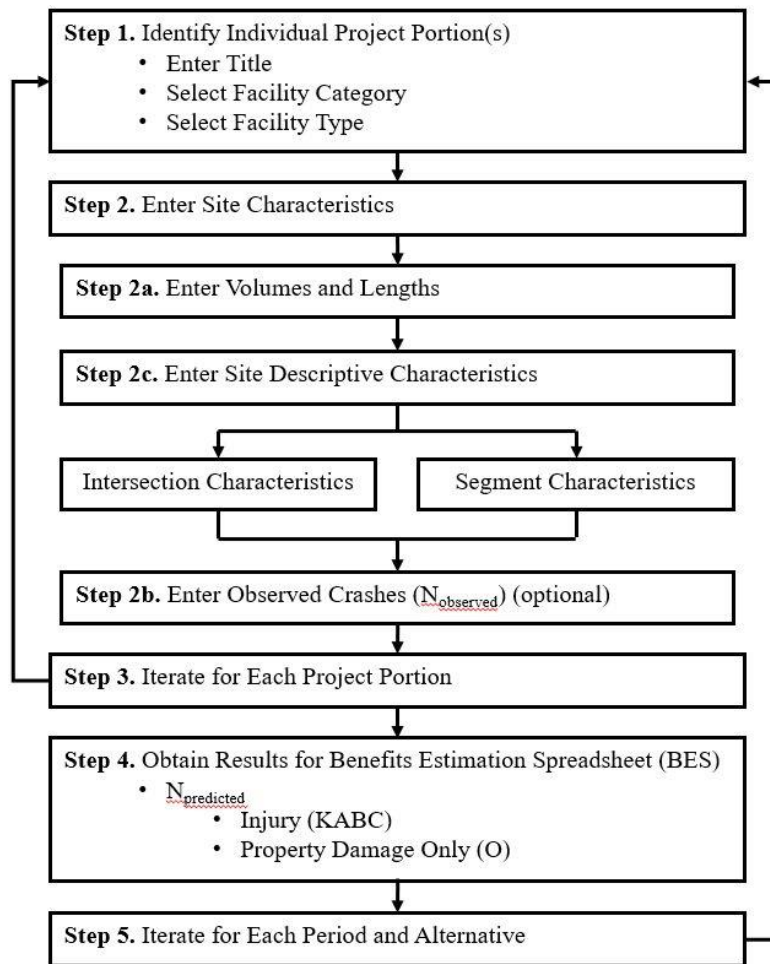 Step 1. Identify Individual Project Portion(s)
• Enter Title
• Select Facility Category
• Select Facility Type
Step 2. Enter Site Characteristics
Step 2a. Enter Volumes and Lengths
Step 2c. Enter Site Descriptive Characteristics
Intersection Characteristics
Segment Characteristics
Step 2b. Enter Observed Crashes (Nobserved) (optional)
Step 3. Iterate for Each Project Portion
Step 4. Obtain Results for Benefits Estimation Spreadsheet (BES)
• Npredicted
• Injury (KABC)
• Property Damage Only (O)
Step 5. Iterate for Each Period and Alternative